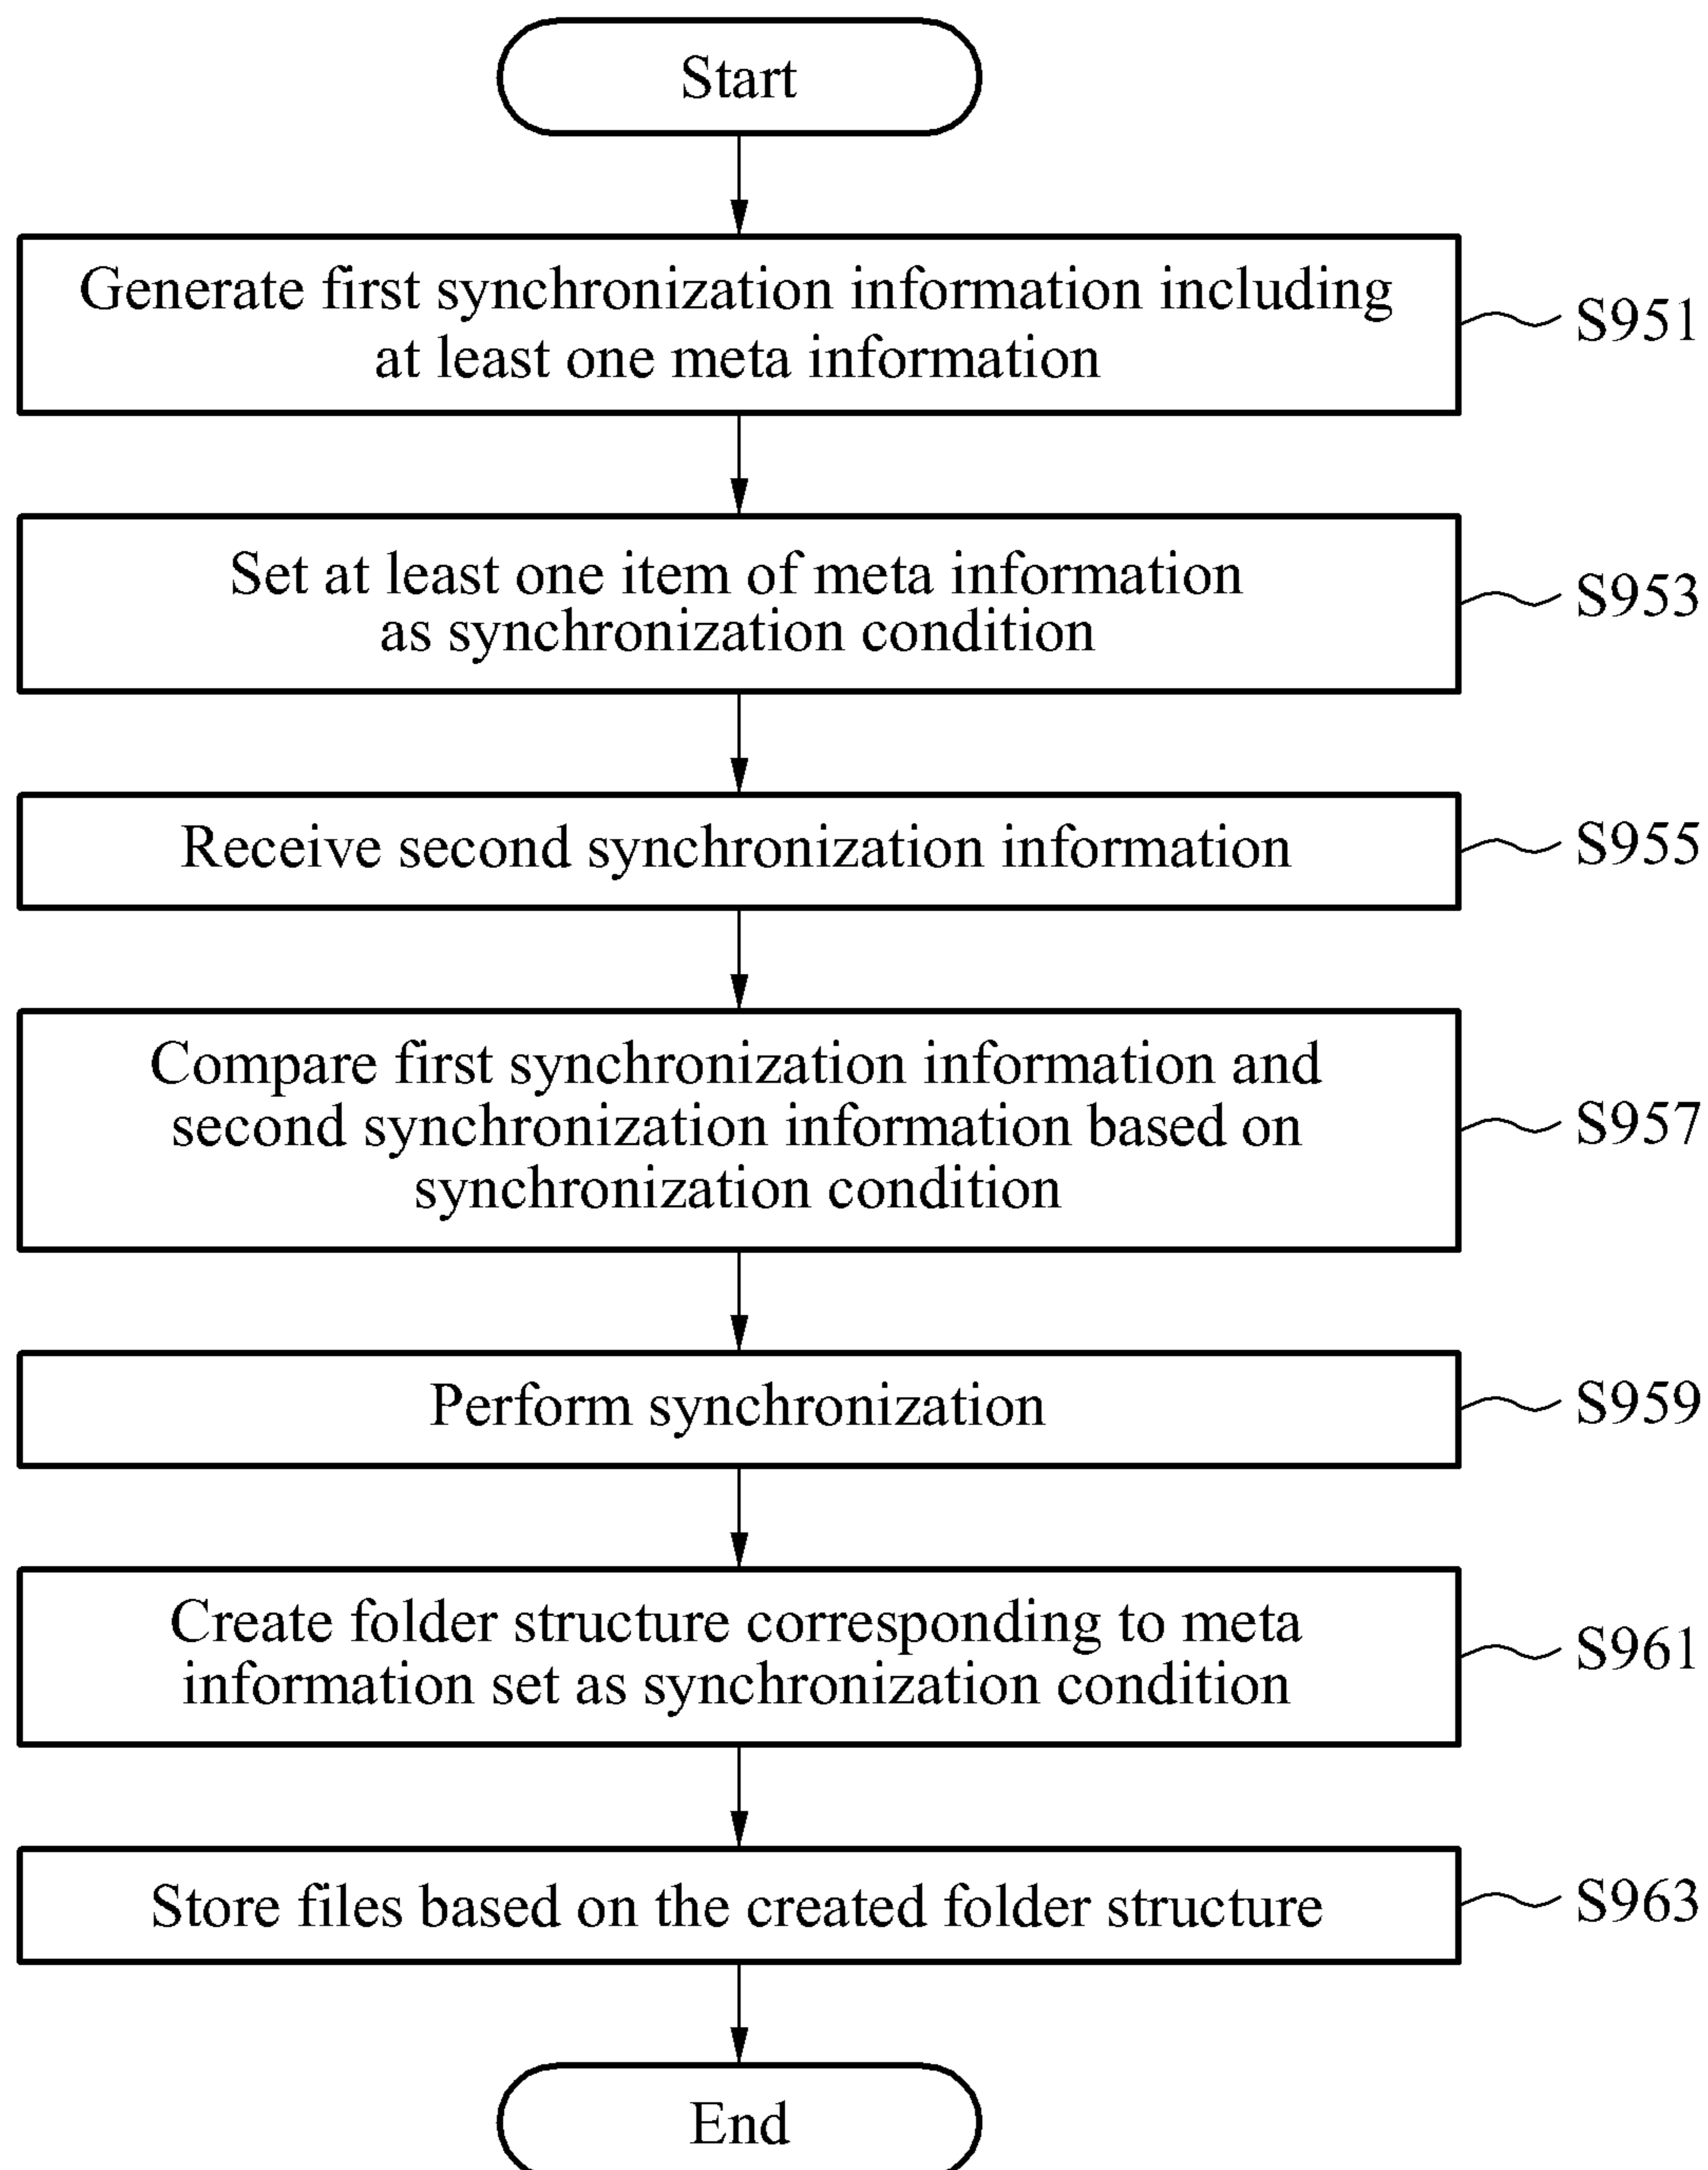 Start
Generate first synchronization information including
at least one meta information
S951
Set at least one item of meta information
as synchronization condition
S953
Receive second synchronization information
S955
Compare first synchronization information and
second synchronization information based on
synchronization condition
S957
Perform synchronization
S959
Create folder structure corresponding to meta
information set as synchronization condition
S961
Store files based on the created folder structure
S963
End